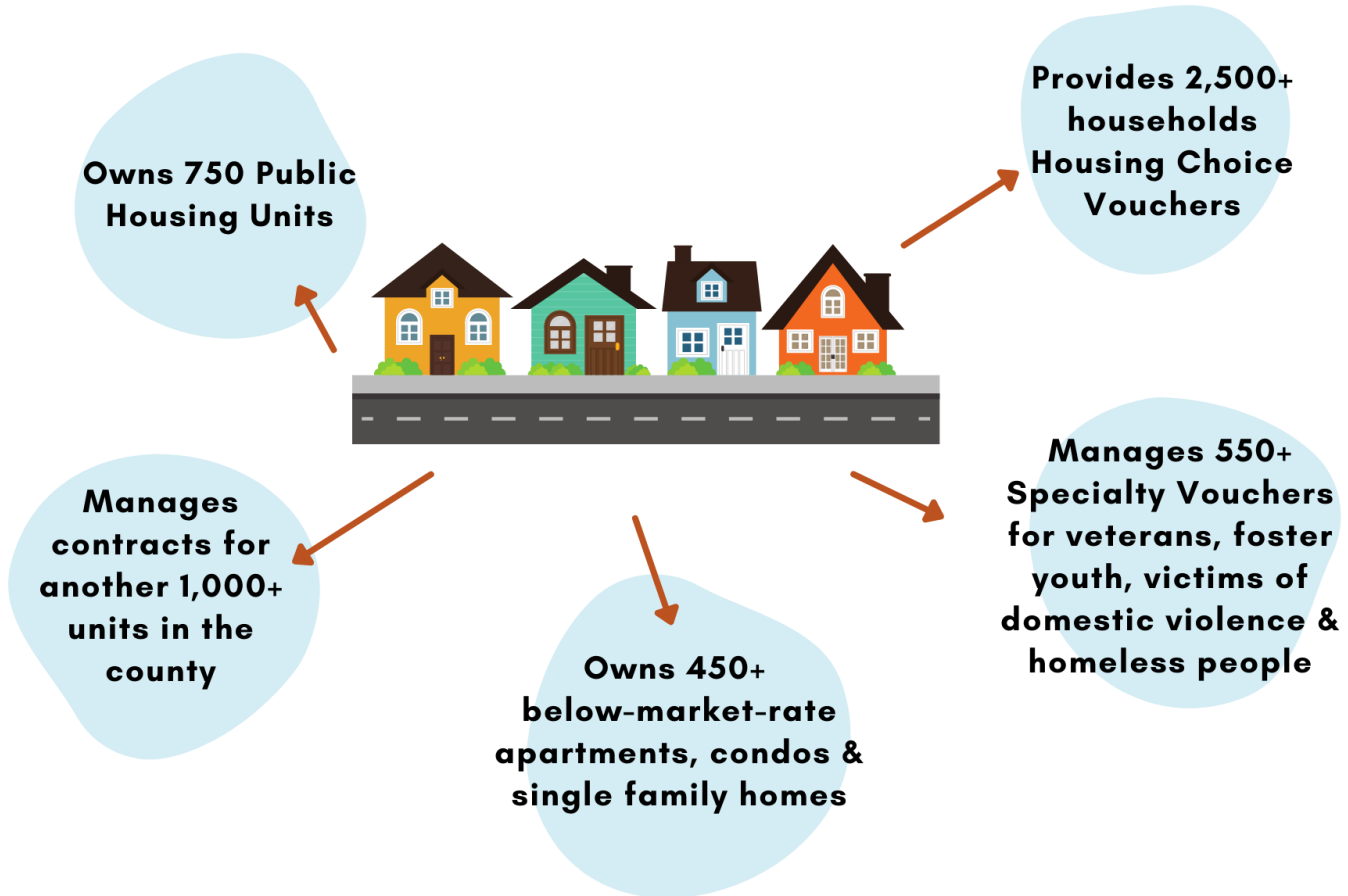 Owns 750 Public
Housing Units
Provides 2,500+
households
Housing Choice
Vouchers
Manages
contracts for
another 1,000+
units in the
county
Owns 450+
below-market-rate
apartments, condos &
single family homes
Manages 550+
Specialty Vouchers
for veterans, foster
youth, victims of
domestic violence &
homeless people